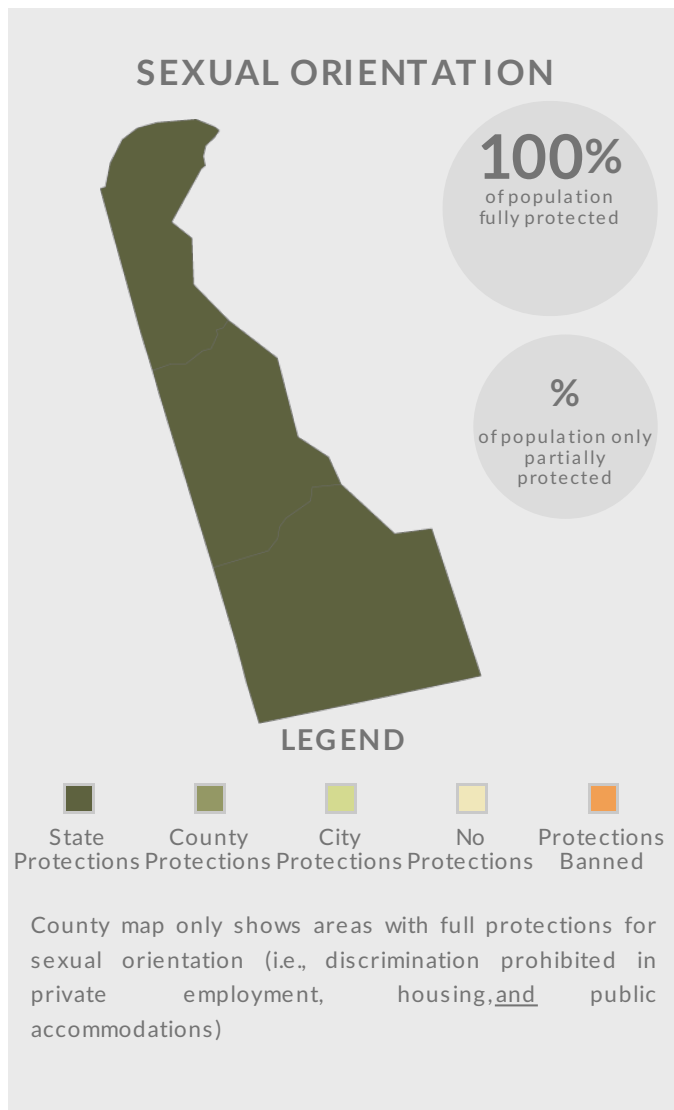 SEXUAL ORIENTATION
100%
of population
fully protected
%
of population only
partially
protected
LEGEND
State
Protections
County
Protections
City
Protections
No
Protections
Protections
Banned
County map only shows areas with full protections for
sexual orientation (i.e., discrimination prohibited in
private employment, housing,and public
accommodations)